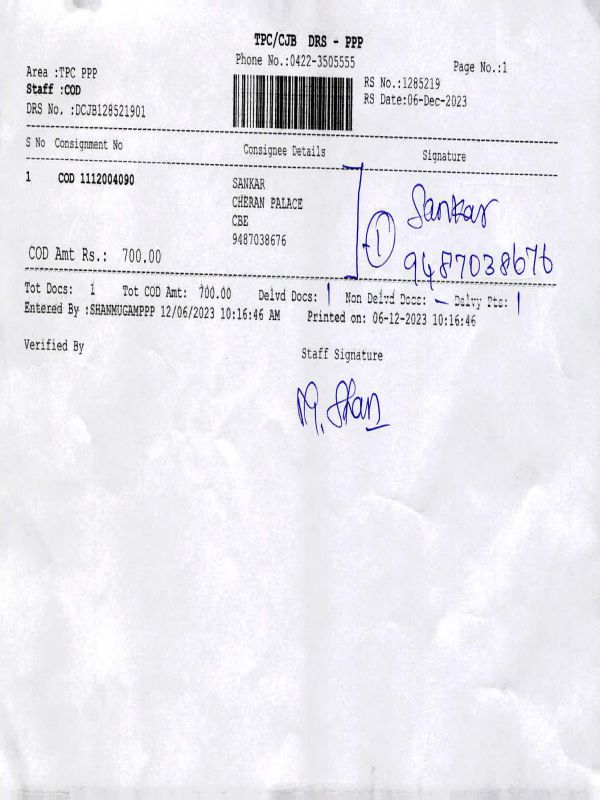 TPC/CJB DRS - PPP
Phone No.:0422-3505555
Page No.:1
Area :TPC PPP
RS No.:1285219
Staff :COD
RS Date:06-Dec-2023
DRS No. :DCJB128521901
S No Consignment No Consignee Details Signature
1 COD 1112004090 SANKAR
CHERAN PALACE
CBE
9487038676
1 Sankar
9487038676
COD Amt Rs.: 700.00
Tot Docs: 1 Tot COD Amt: 700.00 Delvd Docs: 1 Non Delvd Docs: - Delvy Pts: 1
Entered By :SHANMUGAMPPP 12/06/2023 10:16:46 AM Printed on: 06-12-2023 10:16:46
Verified By Staff Signature
M. Shan